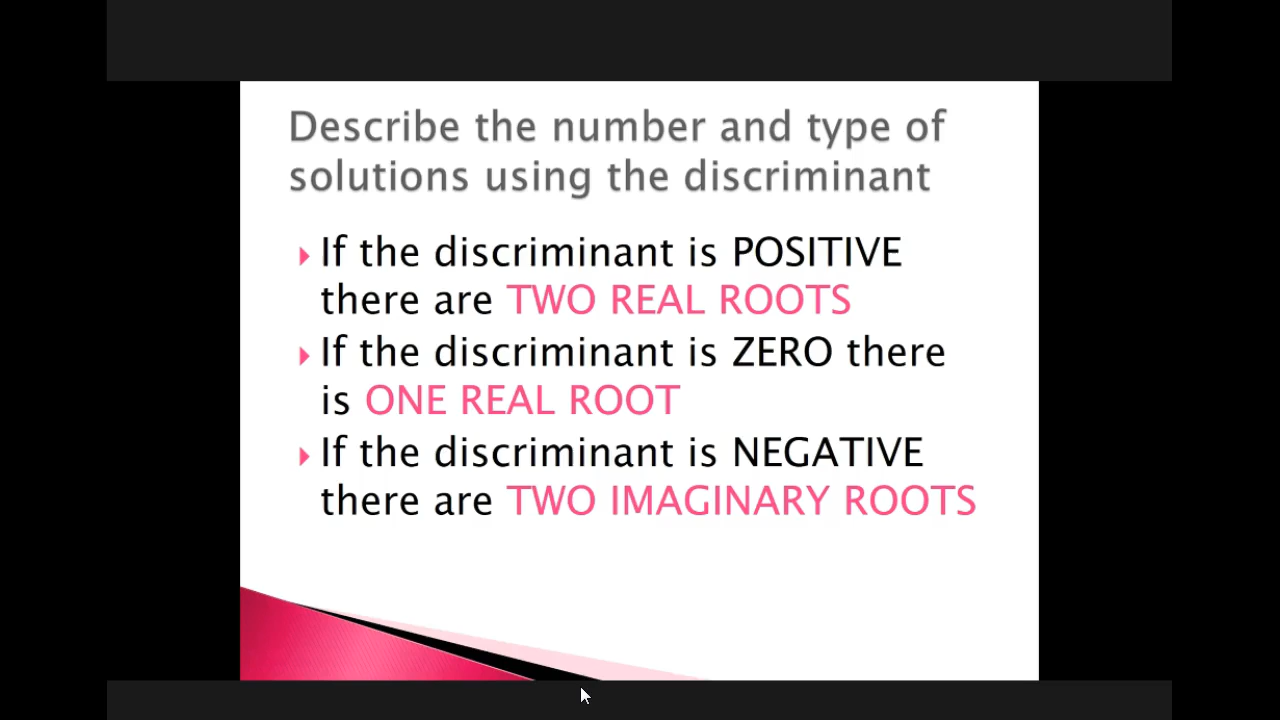 Describe the number and type of
solutions using the discriminant
If the discriminant is POSITIVE
there are TWO REAL ROOTS
If the discriminant is ZERO there
is ONE REAL ROOT
If the discriminant is NEGATIVE
there are TWO IMAGINARY ROOTS